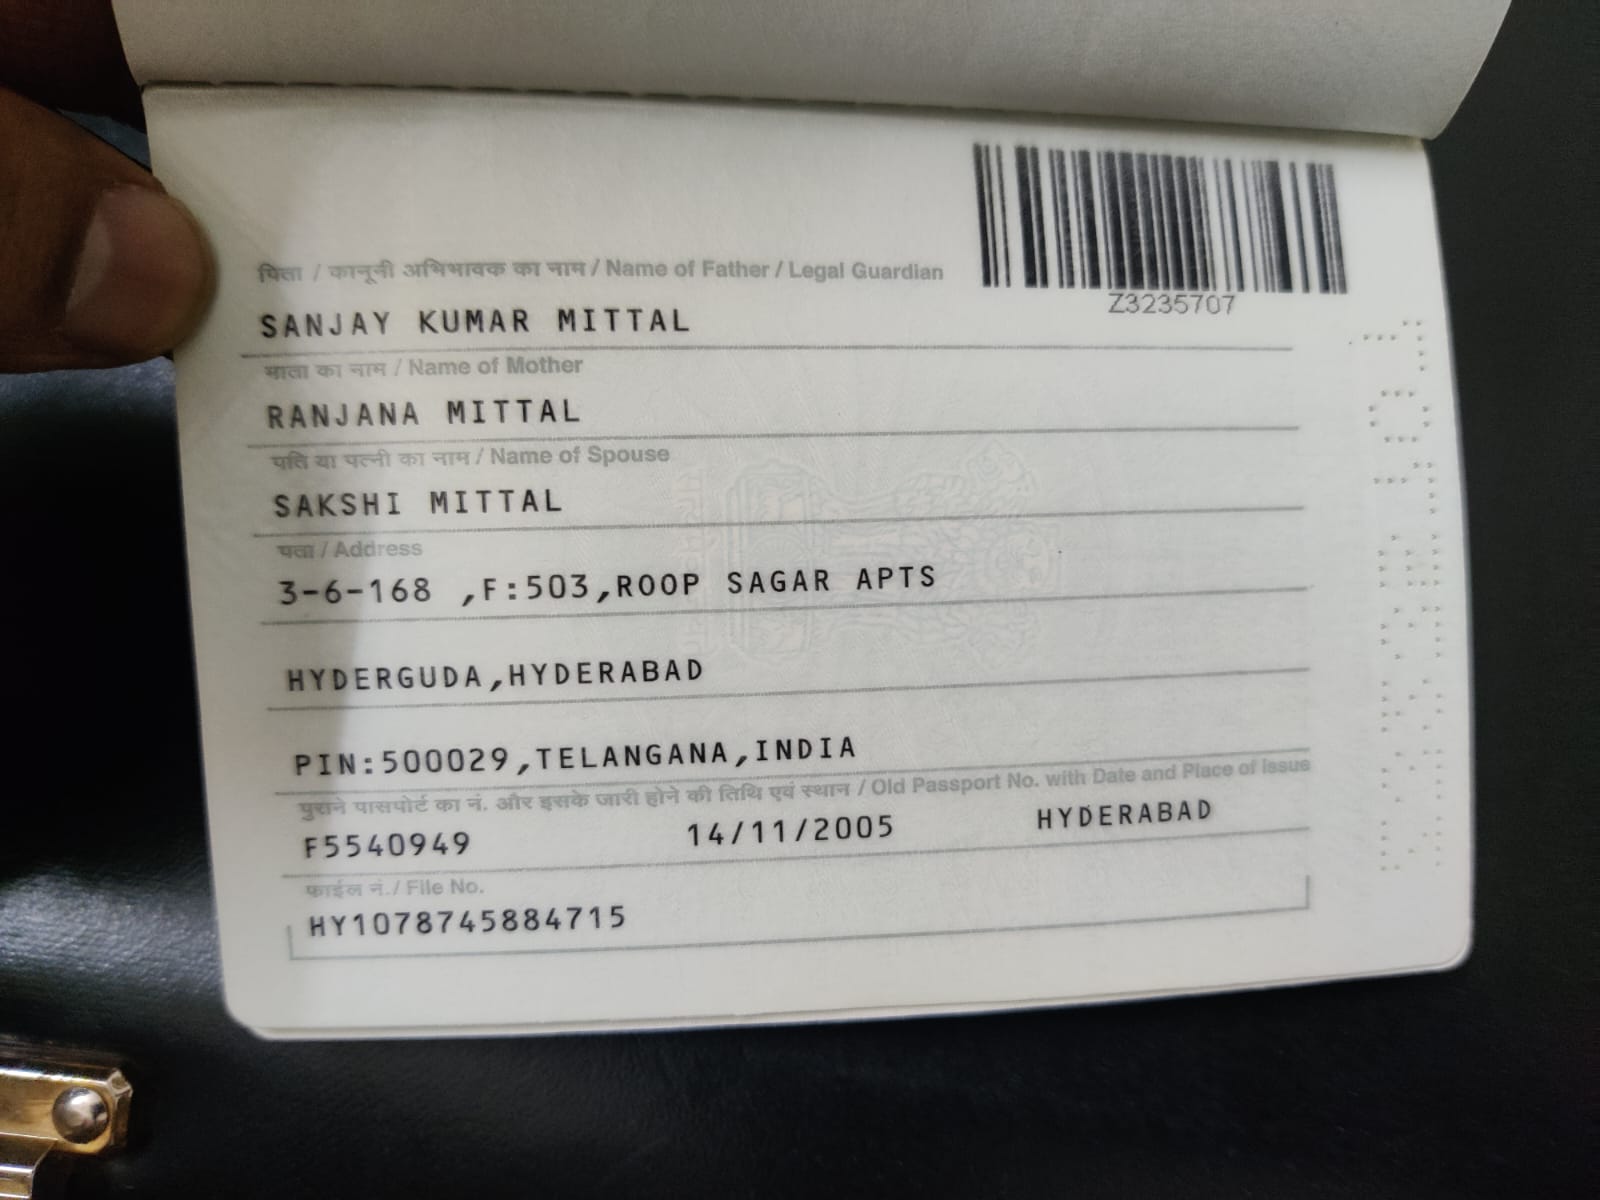 Z3235707
पिता / कानूनी अभिभावक का नाम / Name of Father / Legal Guardian
SANJAY KUMAR MITTAL
माता का नाम / Name of Mother
RANJANA MITTAL
पति या पत्नी का नाम / Name of Spouse
SAKSHI MITTAL
पता / Address
3-6-168 ,F:503,ROOP SAGAR APTS
HYDERGUDA,HYDERABAD
PIN:500029,TELANGANA,INDIA
पुराने पासपोर्ट का नं. और इसके जारी होने की तिथि एवं स्थान / Old Passport No. with Date and Place of Issue
F5540949 14/11/2005 HYDERABAD
फाईल नं./ File No.
HY1078745884715